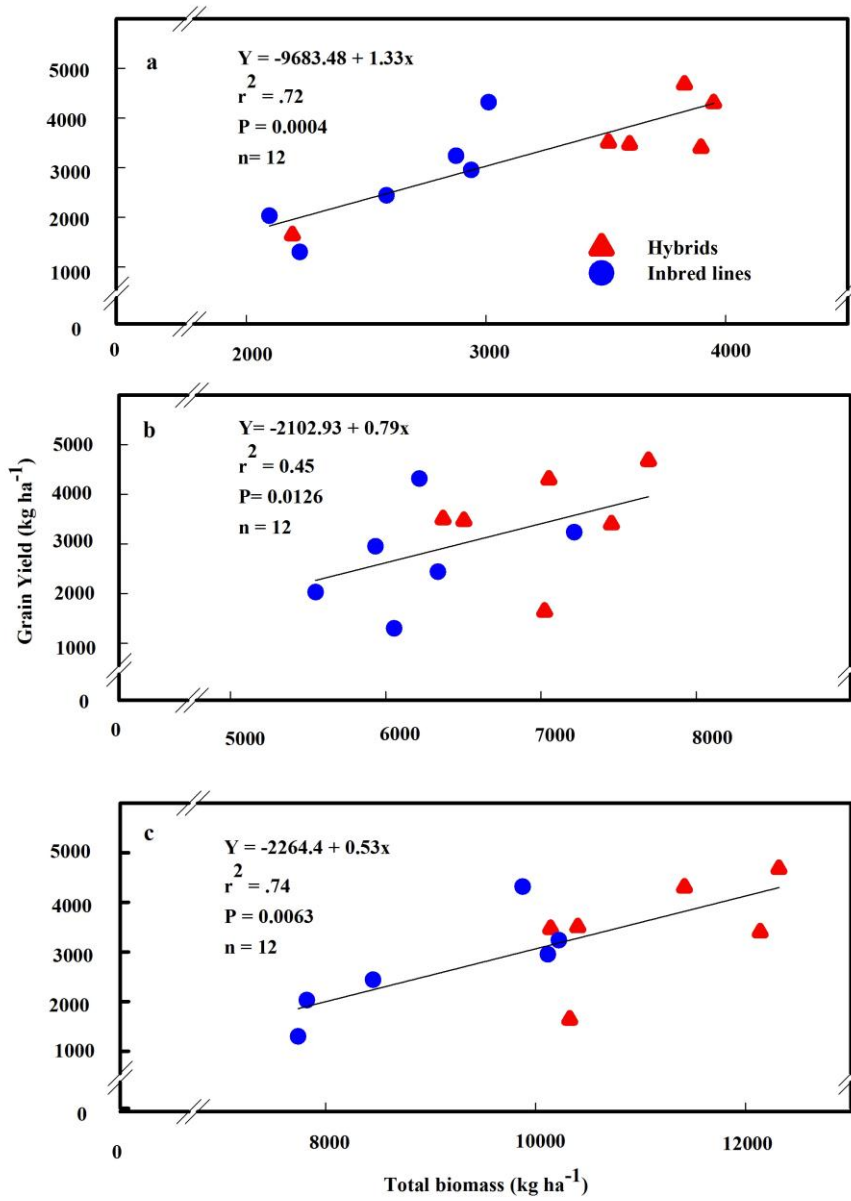 a
Y = -9683.48 + 1.33x
r2 = .72
P = 0.0004
n= 12
5000
4000
3000
2000
1000
0
Hybrids
Inbred lines
0
2000
3000
4000
b
Y= -2102.93 + 0.79x
r2 = 0.45
P= 0.0126
n = 12
Grain Yield (kg ha-1)
5000
4000
3000
2000
1000
0
0
5000
6000
7000
8000
c
Y = -2264.4 + 0.53x
r2 = .74
P = 0.0063
n = 12
5000
4000
3000
2000
1000
0
0
8000
10000
12000
Total biomass (kg ha-1)